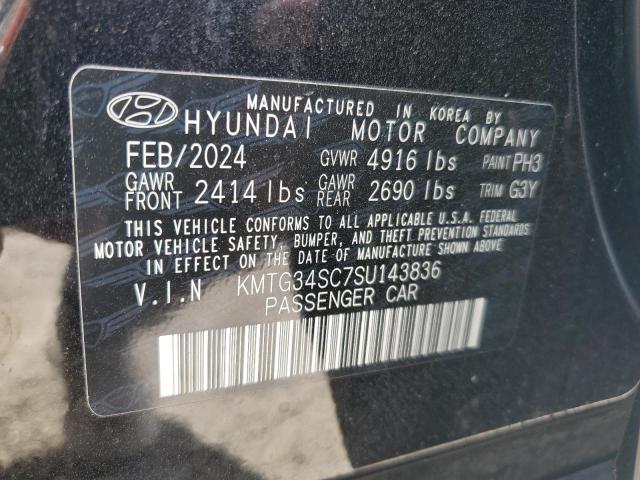 MANUFACTURED IN KOREA BY
HYUNDAI MOTOR COMPANY
FEB/2024 GVWR 4916 lbs PAINT PH3
GAWR FRONT 2414 lbs GAWR REAR 2690 lbs TRIM G3Y
THIS VEHICLE CONFORMS TO ALL APPLICABLE U.S.A. FEDERAL
MOTOR VEHICLE SAFETY, BUMPER, AND THEFT PREVENTION STANDARDS
IN EFFECT ON THE DATE OF MANUFACTURE SHOWN ABOVE
V.I.N KMTG34SC7SU143836
PASSENGER CAR